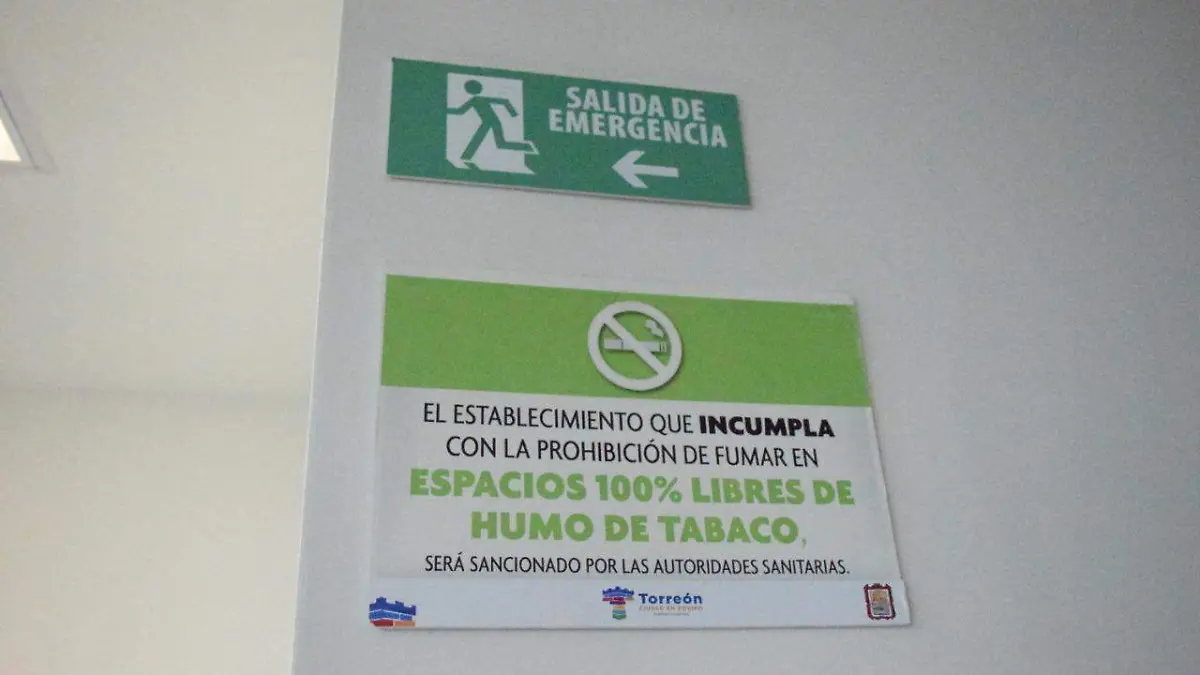 SALIDA DE
EMERGENCIA
EL ESTABLECIMIENTO QUE INCUMPLA
CON LA PROHIBICIÓN DE FUMAR EN
ESPACIOS 100% LIBRES DE
HUMO DE TABACO,
SERÁ SANCIONADO POR LAS AUTORIDADES SANITARIAS.
Torreón